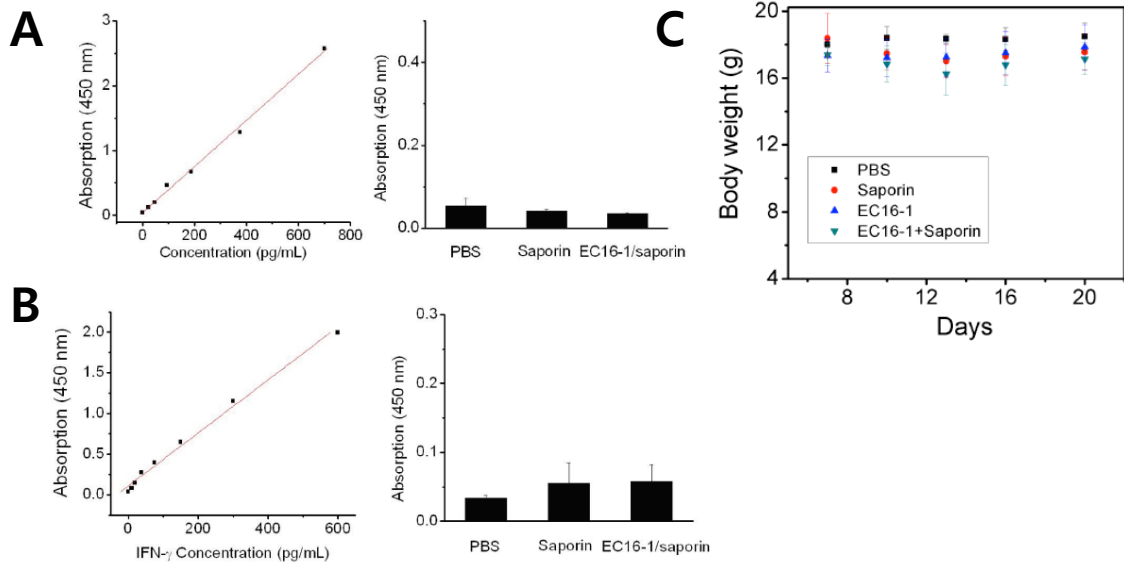 A
Absorption (450 nm)
3
2
1
0
0 200 400 600 800
Concentration (pg/mL)
Absorption (450 nm)
0.4
0.2
0.0
PBS Saporin EC16-1/saporin
B
Absorption (450 nm)
2.0
1.5
1.0
0.5
0.0
0 200 400 600
IFN-γ Concentration (pg/mL)
Absorption (450 nm)
0.3
0.2
0.1
0.0
PBS Saporin EC16-1/saporin
C
Body weight (g)
20
16
12
8
4
PBS
Saporin
EC16-1
EC16-1+Saporin
8 12 16 20
Days